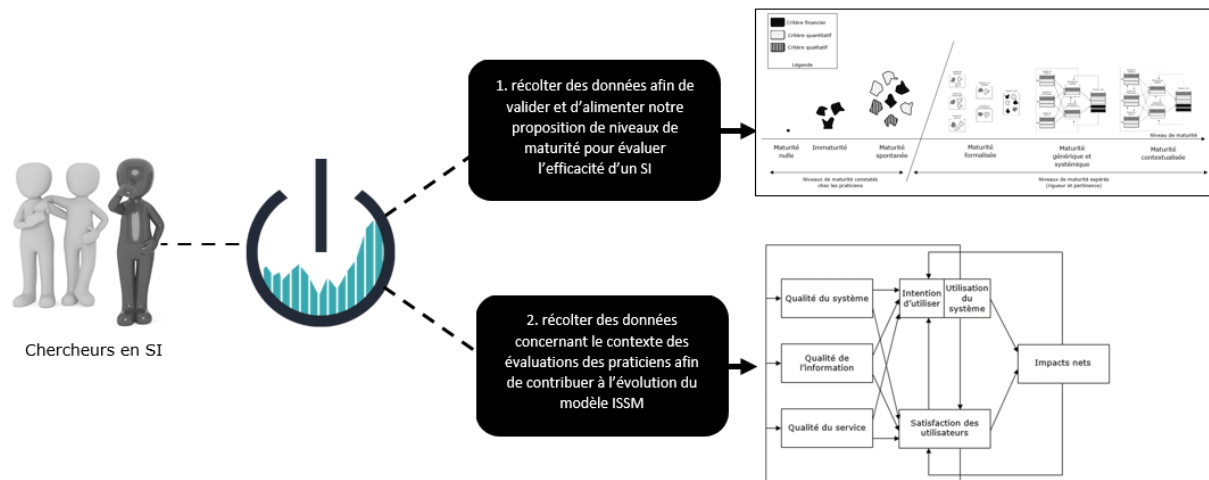 Chercheurs en SI
1. récolter des données afin de
valider et d'alimenter notre
proposition de niveaux de
maturité pour évaluer
l'efficacité d'un SI
2. récolter des données
concernant le contexte des
évaluations des praticiens afin
de contribuer à l'évolution du
modèle ISSM
Critère financier
Critère quantitatif
Critère qualitatif
Légende
Niveau de maturité
Maturité
nulle
Immaturité
Maturité
spontanée
Maturité
formalisée
Maturité
générique et
systémique
Maturité
contextualisée
Niveaux de maturité constatés
chez les praticiens
Niveaux de maturité espérés
(rigueur et pertinence)
Qualité du système
Qualité de
l'information
Qualité du service
Intention
d'utiliser
Utilisation
du
système
Satisfaction des
utilisateurs
Impacts nets